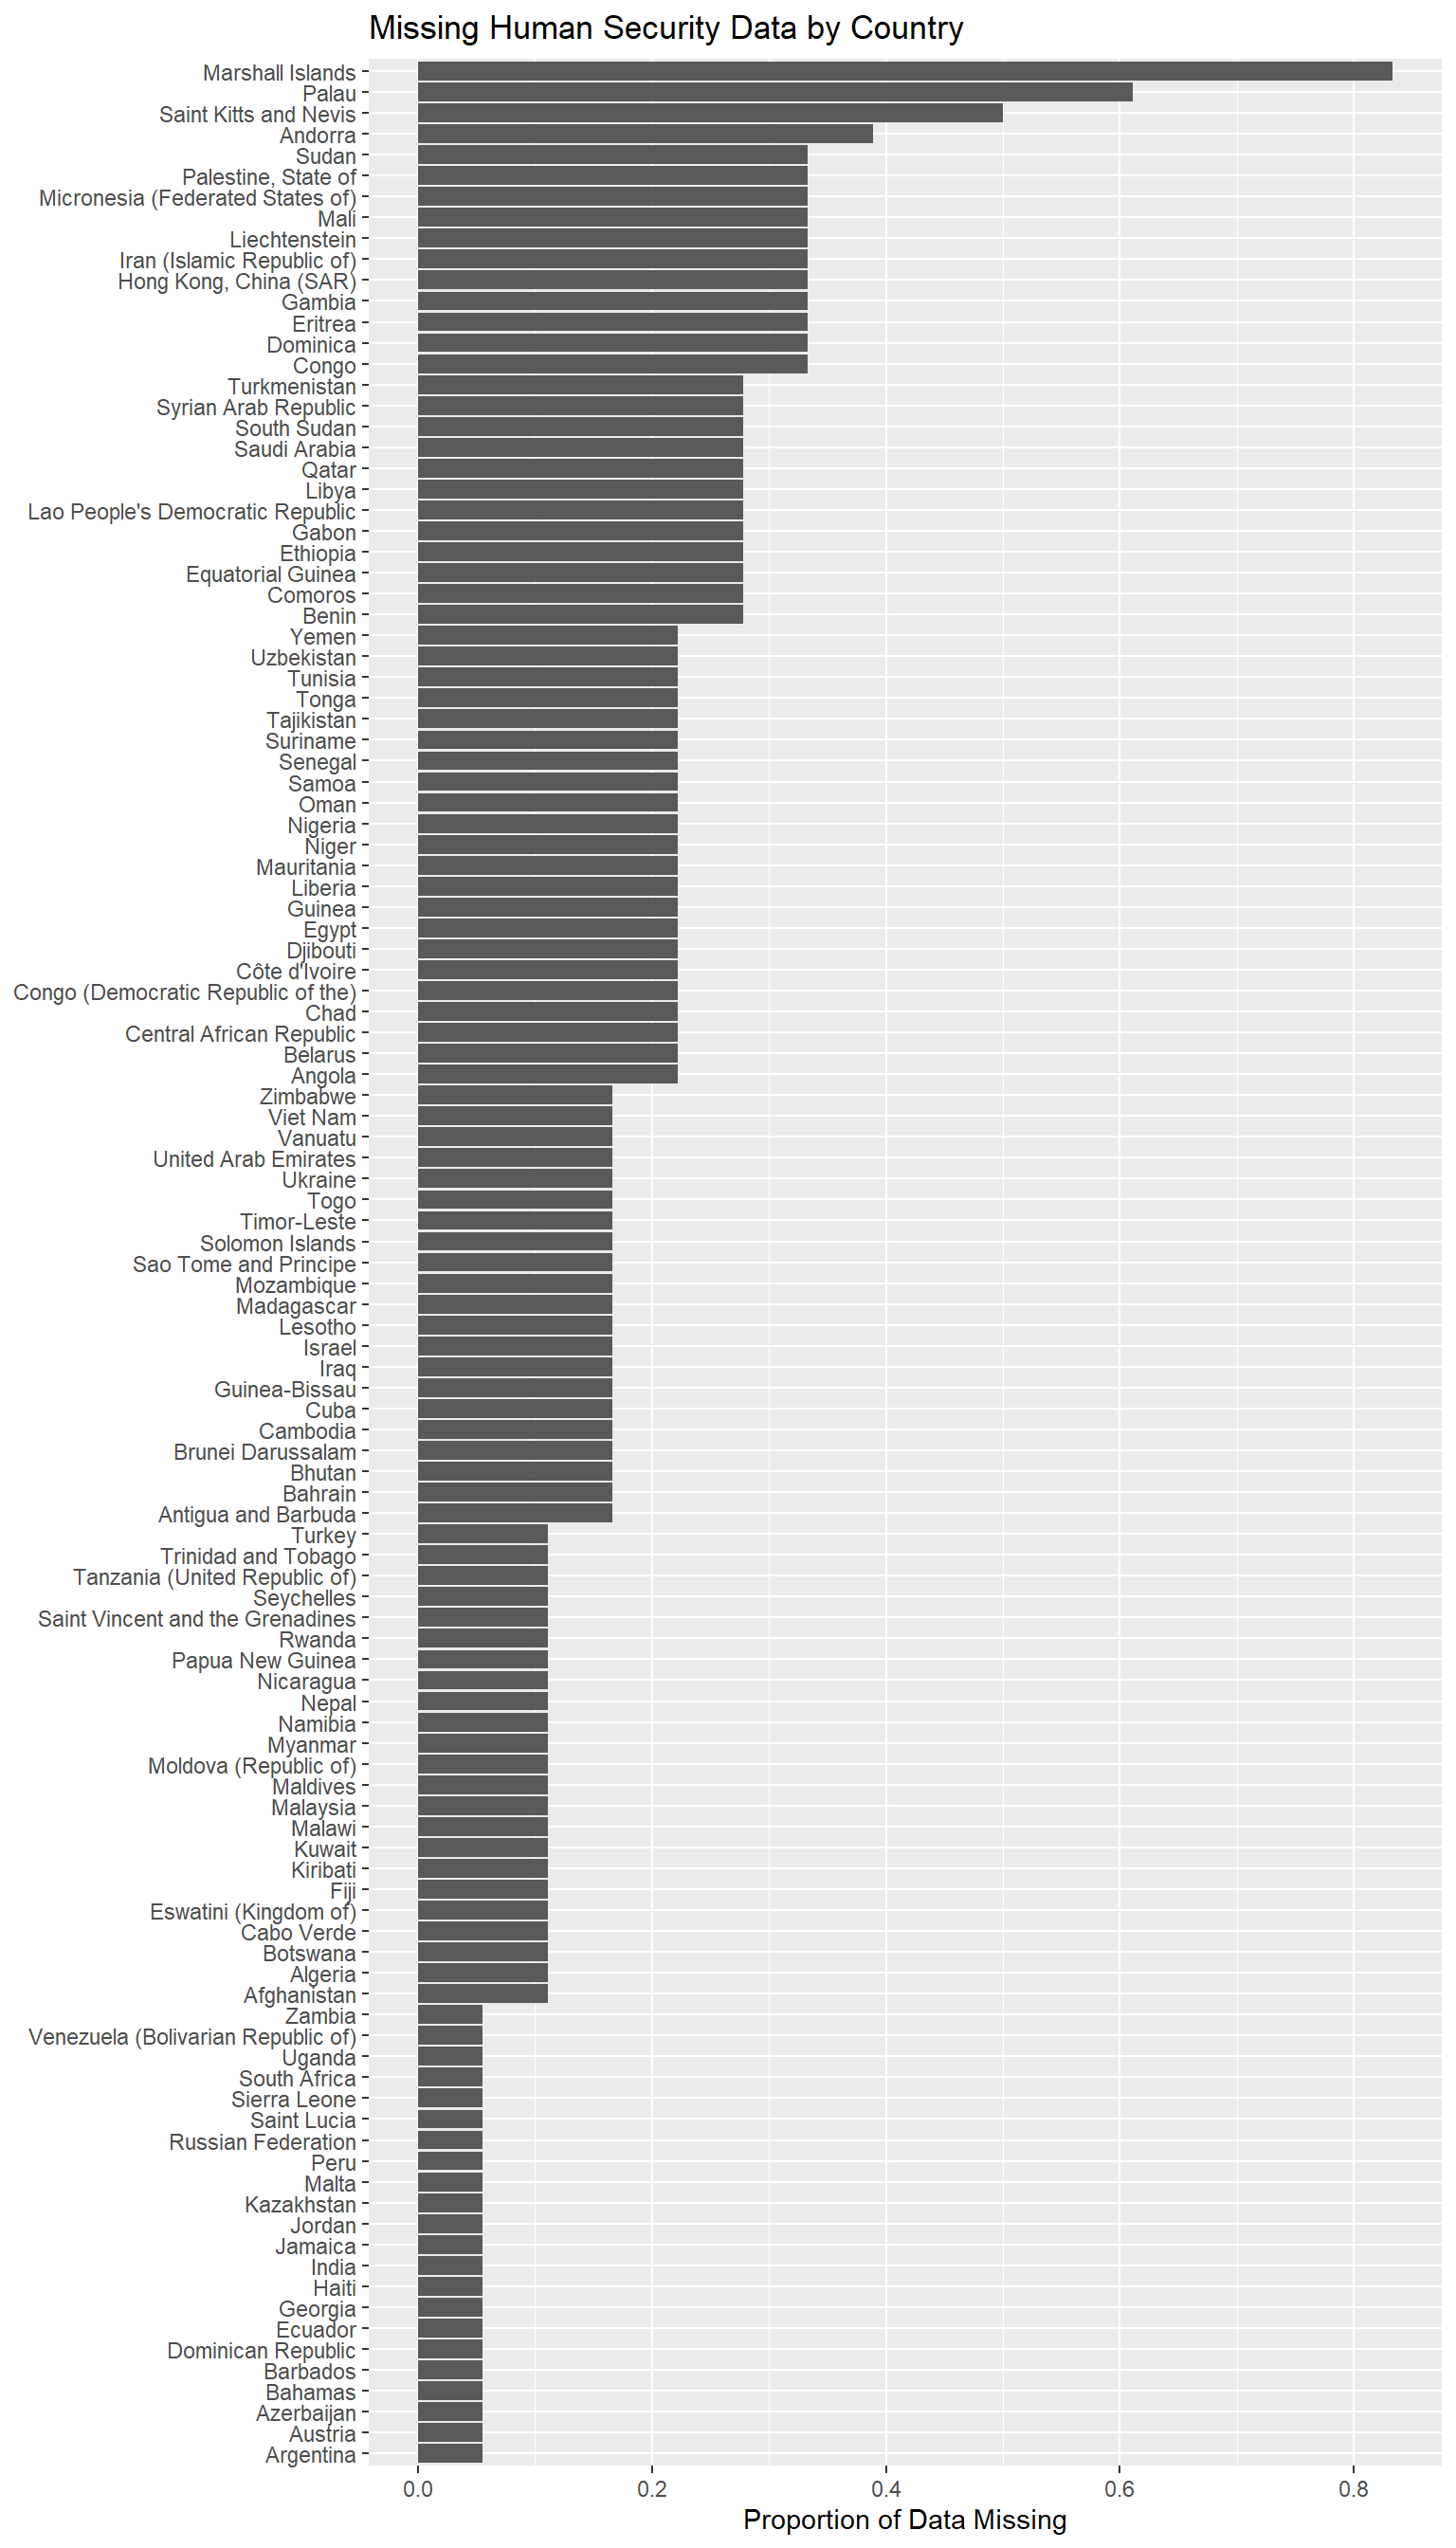 Missing Human Security Data by Country
Marshall Islands
Palau
Saint Kitts and Nevis
Andorra
Sudan
Palestine, State of
Micronesia (Federated States of)
Mali
Liechtenstein
Iran (Islamic Republic of)
Hong Kong, China (SAR)
Gambia
Eritrea
Dominica
Congo
Turkmenistan
Syrian Arab Republic
South Sudan
Saudi Arabia
Qatar
Libya
Lao People's Democratic Republic
Gabon
Ethiopia
Equatorial Guinea
Comoros
Benin
Yemen
Uzbekistan
Tunisia
Tonga
Tajikistan
Suriname
Senegal
Samoa
Oman
Nigeria
Niger
Mauritania
Liberia
Guinea
Egypt
Djibouti
Côte d'Ivoire
Congo (Democratic Republic of the)
Chad
Central African Republic
Belarus
Angola
Zimbabwe
Viet Nam
Vanuatu
United Arab Emirates
Ukraine
Togo
Timor-Leste
Solomon Islands
Sao Tome and Principe
Mozambique
Madagascar
Lesotho
Israel
Iraq
Guinea-Bissau
Cuba
Cambodia
Brunei Darussalam
Bhutan
Bahrain
Antigua and Barbuda
Turkey
Trinidad and Tobago
Tanzania (United Republic of)
Seychelles
Saint Vincent and the Grenadines
Rwanda
Papua New Guinea
Nicaragua
Nepal
Namibia
Myanmar
Moldova (Republic of)
Maldives
Malaysia
Malawi
Kuwait
Kiribati
Fiji
Eswatini (Kingdom of)
Cabo Verde
Botswana
Algeria
Afghanistan
Zambia
Venezuela (Bolivarian Republic of)
Uganda
South Africa
Sierra Leone
Saint Lucia
Russian Federation
Peru
Malta
Kazakhstan
Jordan
Jamaica
India
Haiti
Georgia
Ecuador
Dominican Republic
Barbados
Bahamas
Azerbaijan
Austria
Argentina
0.0 0.2 0.4 0.6 0.8
Proportion of Data Missing